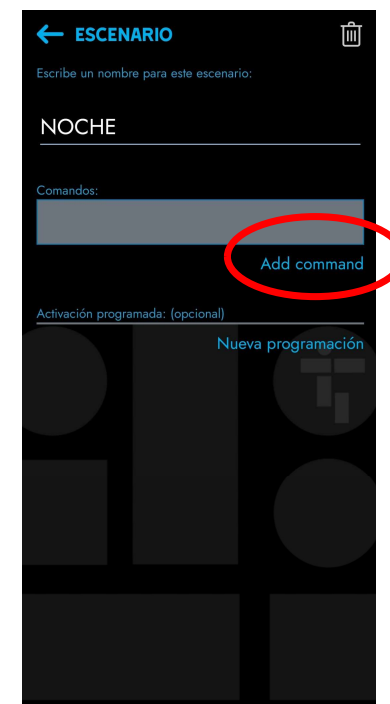 ESCENARIO
Escribe un nombre para este escenario:
NOCHE
Comandos:
Add command
Activación programada: (opcional)
Nueva programación